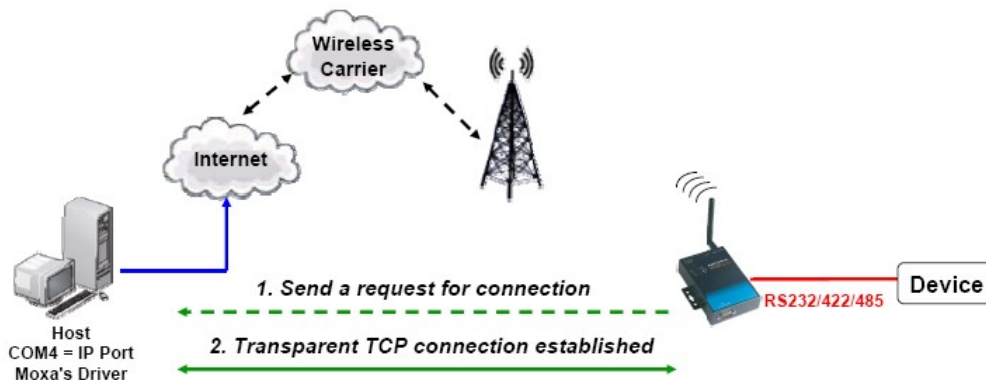 Wireless
Carrier
Internet
1. Send a request for connection
RS232/422/485
Device
Host
COM4 = IP Port
Moxa's Driver
2. Transparent TCP connection established